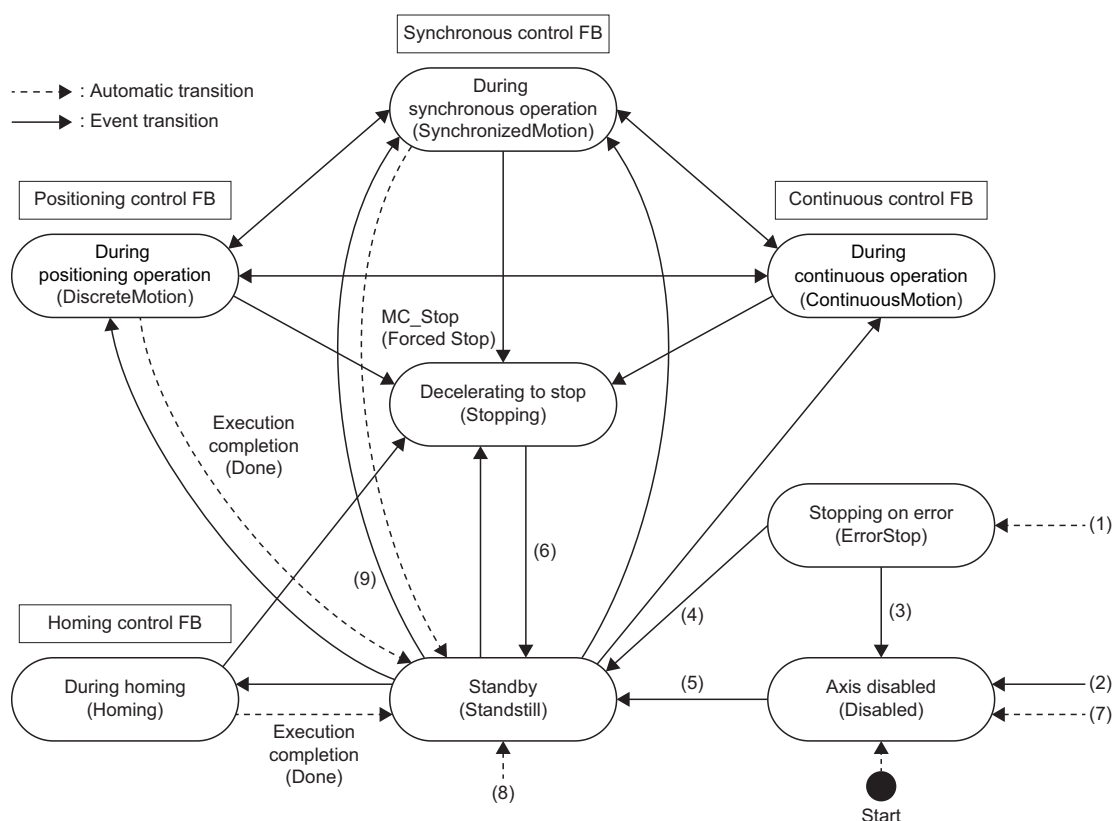 Synchronous control FB
: Automatic transition
: Event transition
During
synchronous operation
(SynchronizedMotion)
Positioning control FB
Continuous control FB
During
positioning operation
(DiscreteMotion)
During
continuous operation
(ContinuousMotion)
MC_Stop
(Forced Stop)
Decelerating to stop
(Stopping)
Execution
completion
(Done)
Stopping on error
(ErrorStop)
(1)
(6)
(9)
(4)
(3)
Homing control FB
During homing
(Homing)
Standby
(Standstill)
(5)
Axis disabled
(Disabled)
(2)
(7)
Execution
completion
(Done)
(8)
Start